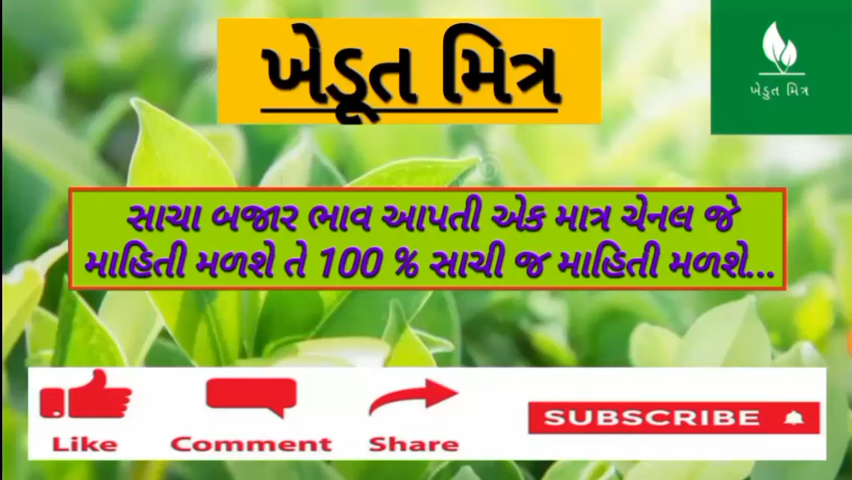 ખેડૂત મિત્ર
ખેડુત મિત્ર
સાચા બજાર ભાવ આપતી એક માત્ર ચેનલ જે
માહિતી મળશે તે 100 % સાચી જ માહિતી મળશે...
Like Comment Share SUBSCRIBE